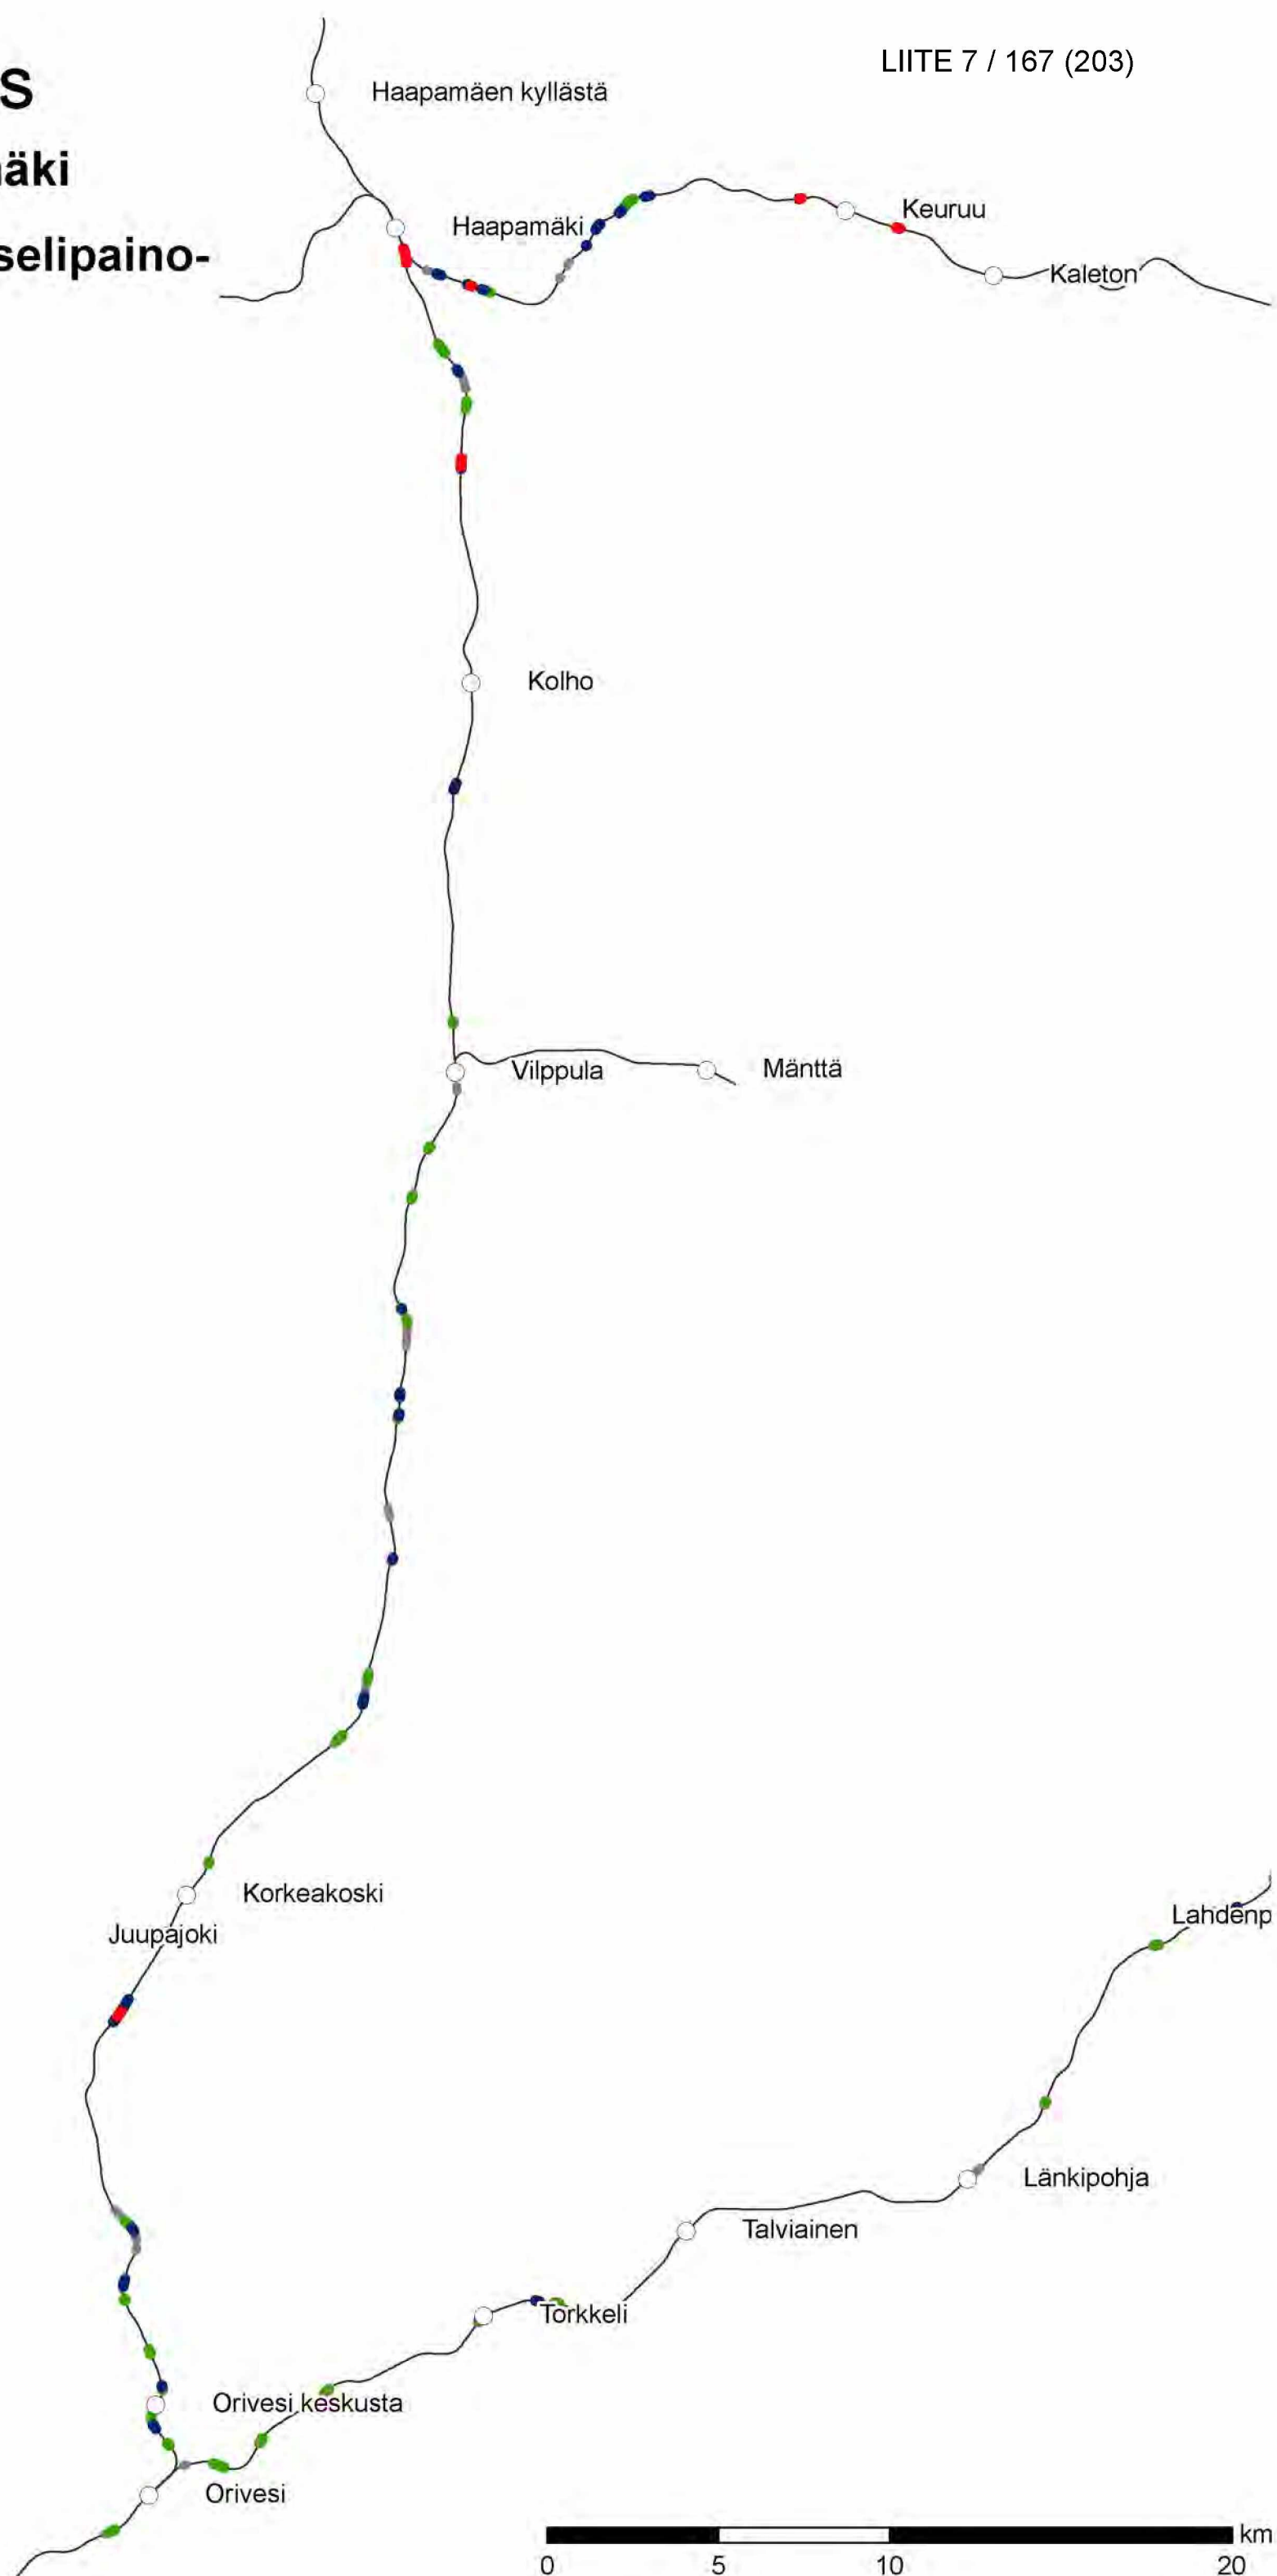 LIITE 7 / 167 (203)
S
äki
selipaino-
Haapamäen kyllästä
Haapamäki
Keuruu
Kaleton
Kolho
Vilppula
Mänttä
Korkeakoski
Juupajoki
Lahdenp
Länkipohja
Talviainen
Torkkeli
Orivesi keskusta
Orivesi
km
0 5 10 20